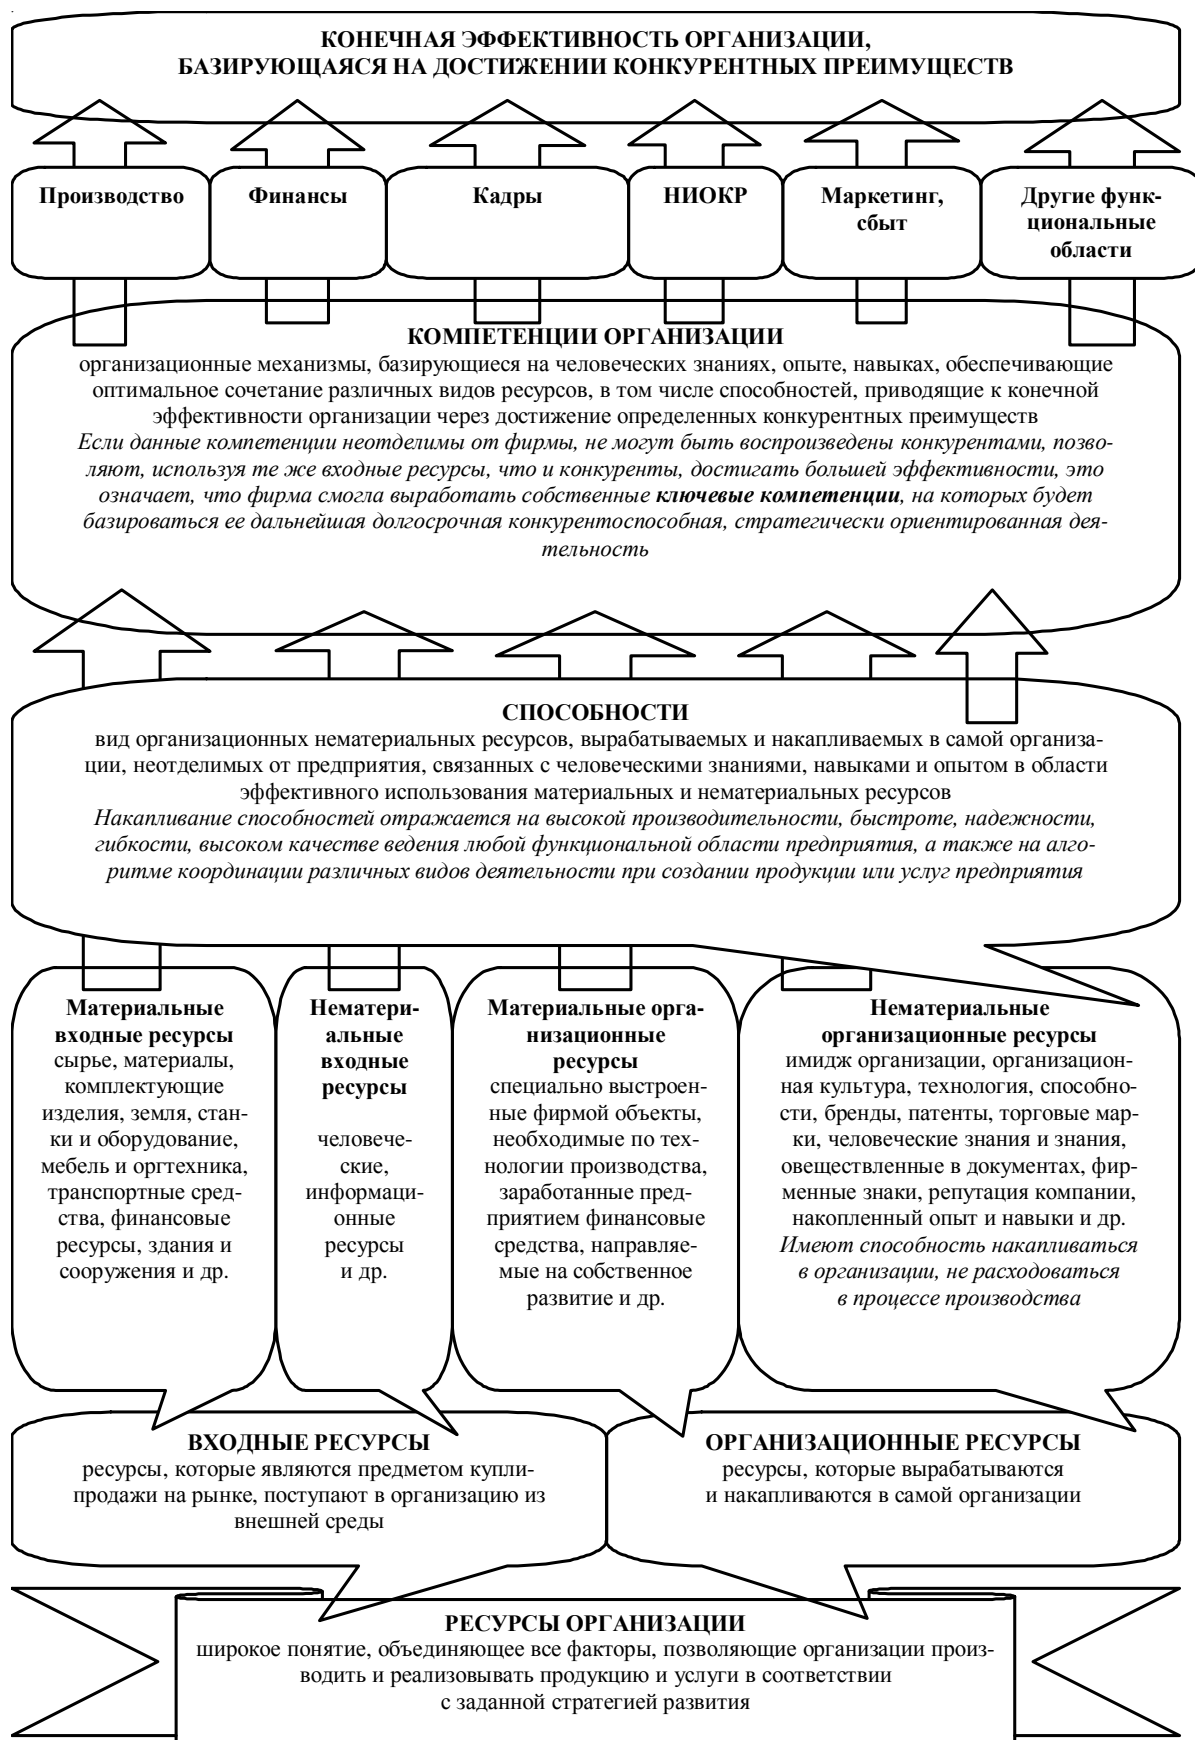 КОНЕЧНАЯ ЭФФЕКТИВНОСТЬ ОРГАНИЗАЦИИ,
БАЗИРУЮЩАЯСЯ НА ДОСТИЖЕНИИ КОНКУРЕНТНЫХ ПРЕИМУЩЕСТВ
Производство
Финансы
Кадры
НИОКР
Маркетинг,
сбыт
Другие функ-
циональные
области
КОМПЕТЕНЦИИ ОРГАНИЗАЦИИ
организационные механизмы, базирующиеся на человеческих знаниях, опыте, навыках, обеспечивающие
оптимальное сочетание различных видов ресурсов, в том числе способностей, приводящие к конечной
эффективности организации через достижение определенных конкурентных преимуществ
Если данные компетенции неотделимы от фирмы, не могут быть воспроизведены конкурентами, позво-
ляют, используя те же входные ресурсы, что и конкуренты, достигать большей эффективности, это
означает, что фирма смогла выработать собственные ключевые компетенции, на которых будет
базироваться ее дальнейшая долгосрочная конкурентоспособная, стратегически ориентированная дея-
тельность
СПОСОБНОСТИ
вид организационных нематериальных ресурсов, вырабатываемых и накапливаемых в самой организа-
ции, неотделимых от предприятия, связанных с человеческими знаниями, навыками и опытом в области
эффективного использования материальных и нематериальных ресурсов
Накапливание способностей отражается на высокой производительности, быстроте, надежности,
гибкости, высоком качестве ведения любой функциональной области предприятия, а также на алго-
ритме координации различных видов деятельности при создании продукции или услуг предприятия
Материальные
входные ресурсы
сырье, материалы,
комплектующие
изделия, земля, стан-
ки и оборудование,
мебель и оргтехника,
транспортные сред-
ства, финансовые
ресурсы, здания и
сооружения и др.
Нематери-
альные
входные
ресурсы
человече-
ские,
информаци-
онные
ресурсы
и др.
Материальные орга-
низационные
ресурсы
специально выстроен-
ные фирмой объекты,
необходимые по тех-
нологии производства,
заработанные пред-
приятием финансовые
средства, направляе-
мые на собственное
развитие и др.
Нематериальные
организационные ресурсы
имидж организации, организацион-
ная культура, технология, способно-
сти, бренды, патенты, торговые мар-
ки, человеческие знания и знания,
овеществленные в документах, фир-
менные знаки, репутация компании,
накопленный опыт и навыки и др.
Имеют способность накапливаться
в организации, не расходоваться
в процессе производства
ВХОДНЫЕ РЕСУРСЫ
ресурсы, которые являются предметом купли-
продажи на рынке, поступают в организацию из
внешней среды
ОРГАНИЗАЦИОННЫЕ РЕСУРСЫ
ресурсы, которые вырабатываются
и накапливаются в самой организации
РЕСУРСЫ ОРГАНИЗАЦИИ
широкое понятие, объединяющее все факторы, позволяющие организации произ-
водить и реализовывать продукцию и услуги в соответствии
с заданной стратегией развития